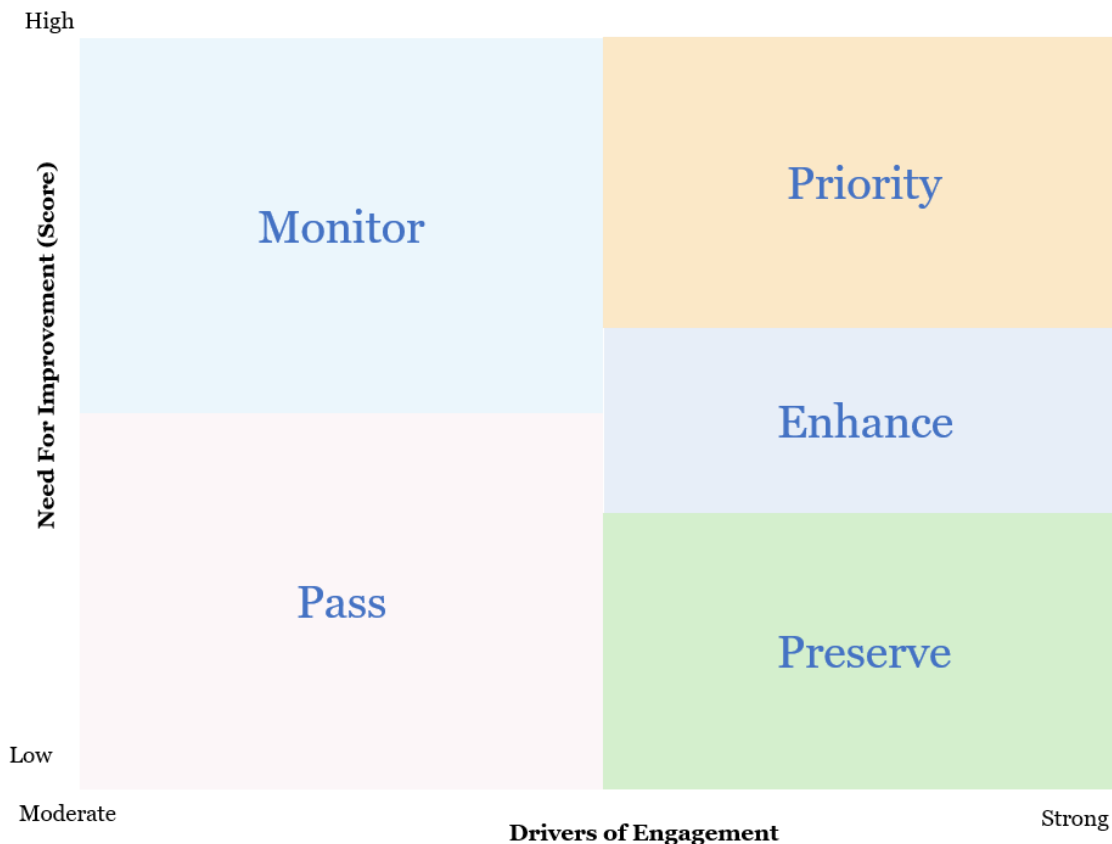 High
Need For Improvement (Score)
Monitor
Priority
Enhance
Pass
Preserve
Low
Moderate
Strong
Drivers of Engagement